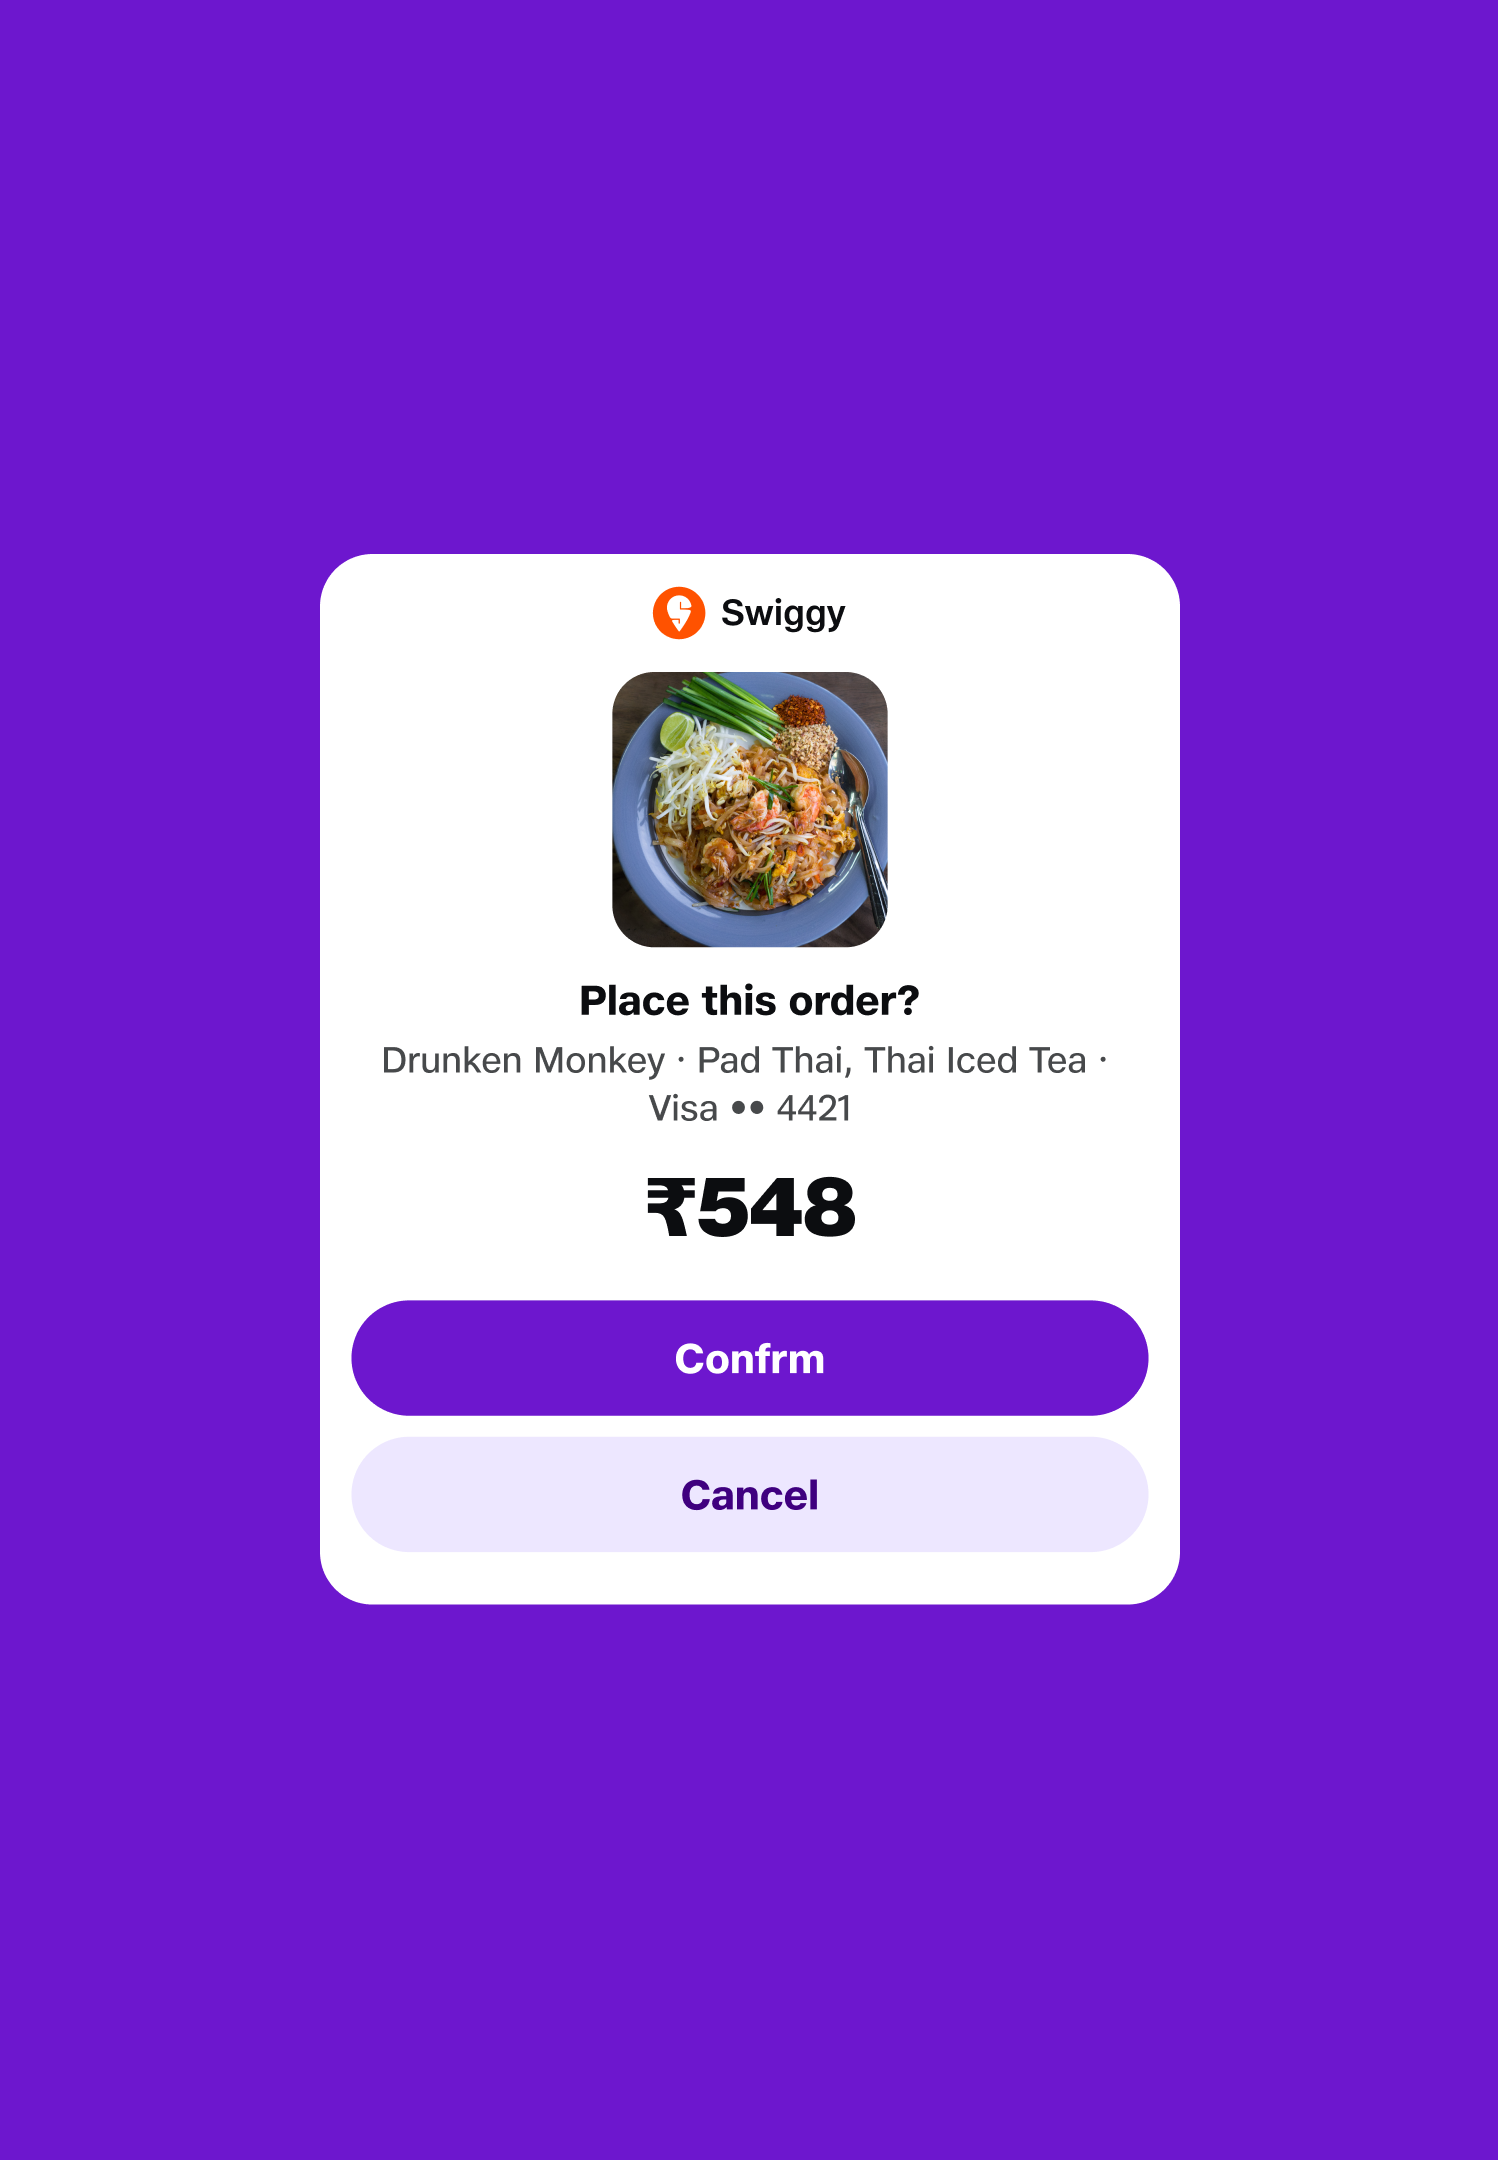 Swiggy
Place this order?
Drunken Monkey · Pad Thai, Thai Iced Tea ·
Visa •• 4421
₹548
Confrm
Cancel